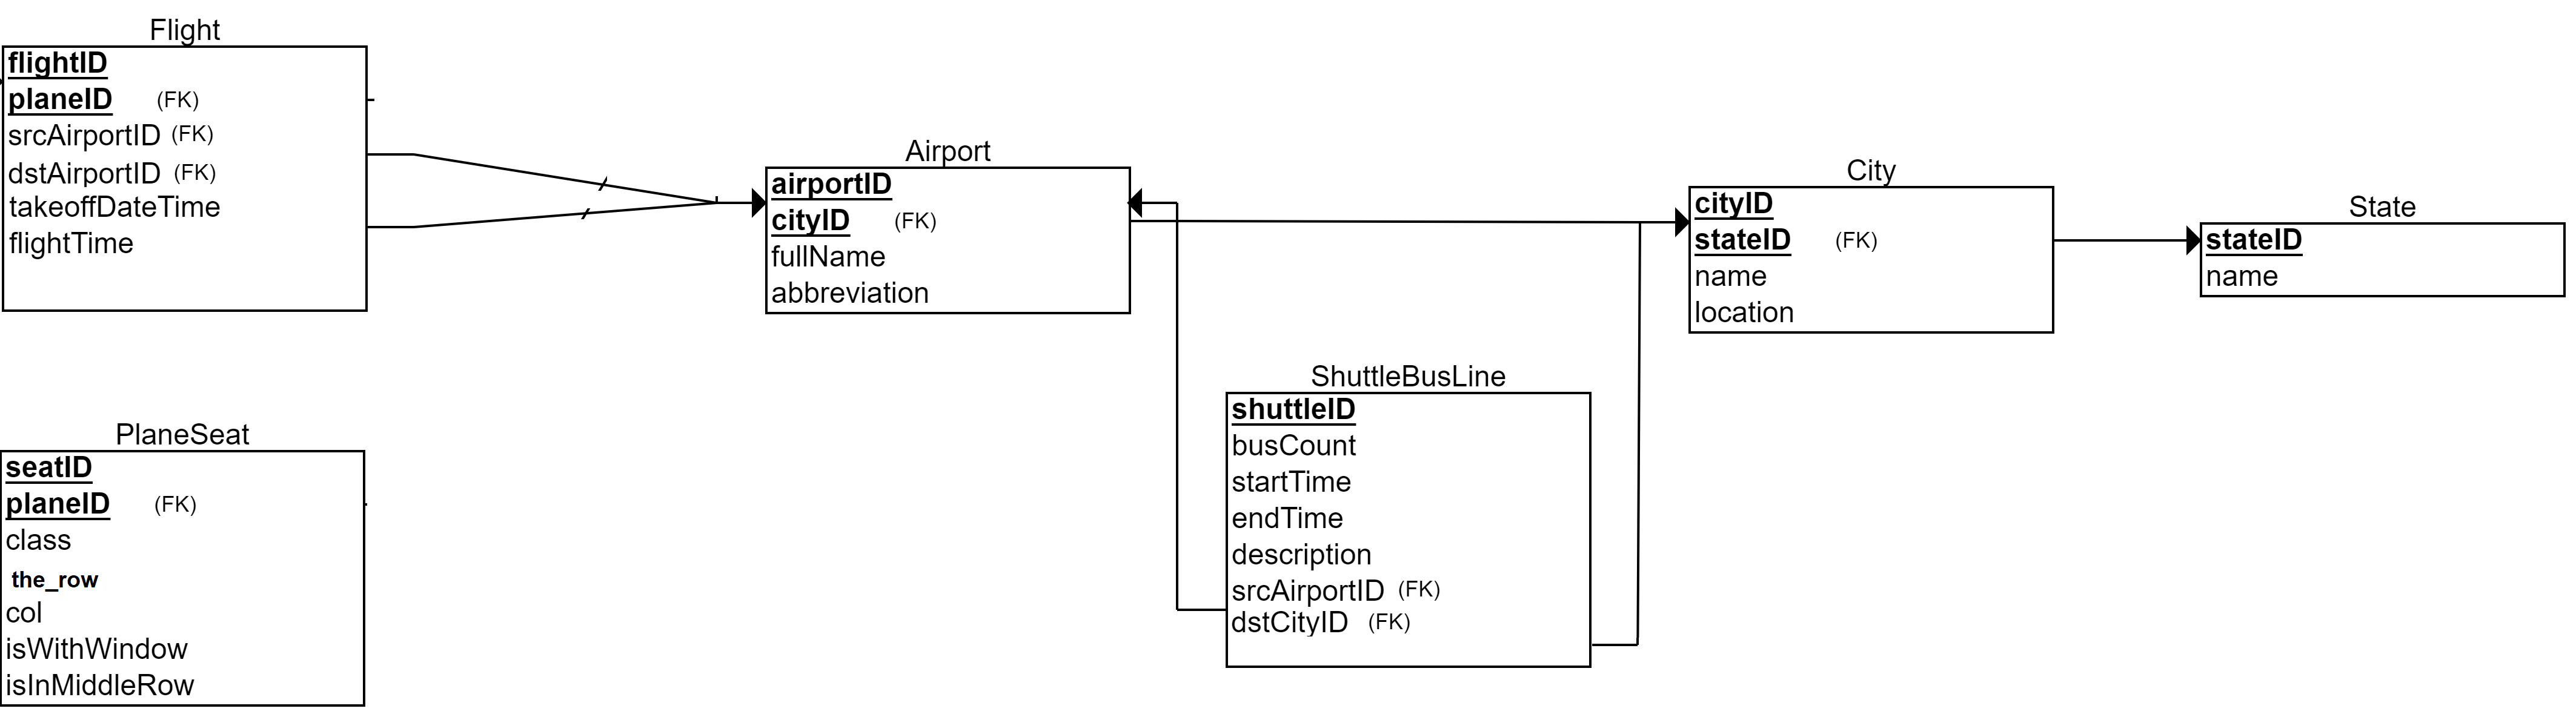 Flight
flightID
planeID (FK)
srcAirportID (FK)
dstAirportID (FK)
takeoffDateTime
flightTime
Airport
airportID
cityID (FK)
fullName
abbreviation
City
cityID
stateID (FK)
name
location
State
stateID
name
PlaneSeat
seatID
planeID (FK)
class
the_row
col
isWithWindow
isInMiddleRow
ShuttleBusLine
shuttleID
busCount
startTime
endTime
description
srcAirportID (FK)
dstCityID (FK)